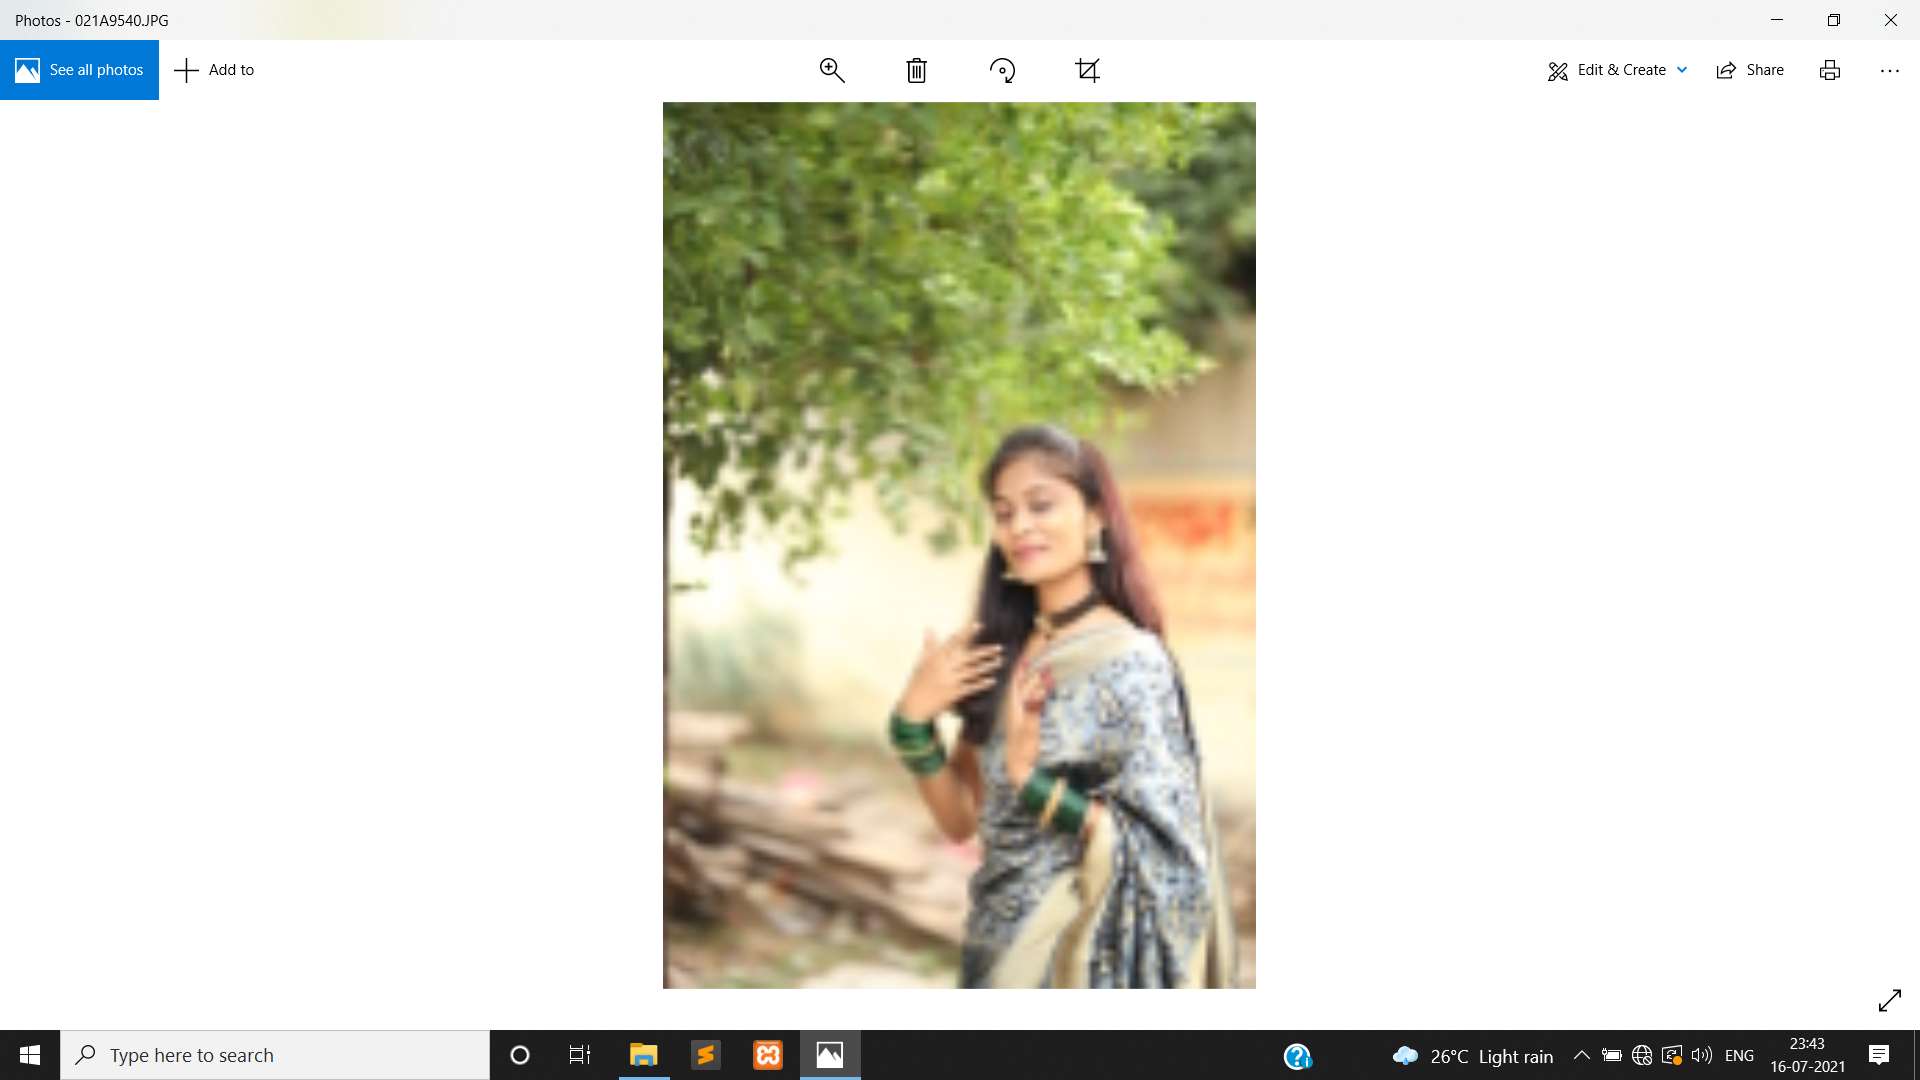 Photos - 021A9540.JPG
See all photos
Add to
Edit & Create
Share
Type here to search
26°C Light rain
ENG
23:43
16-07-2021